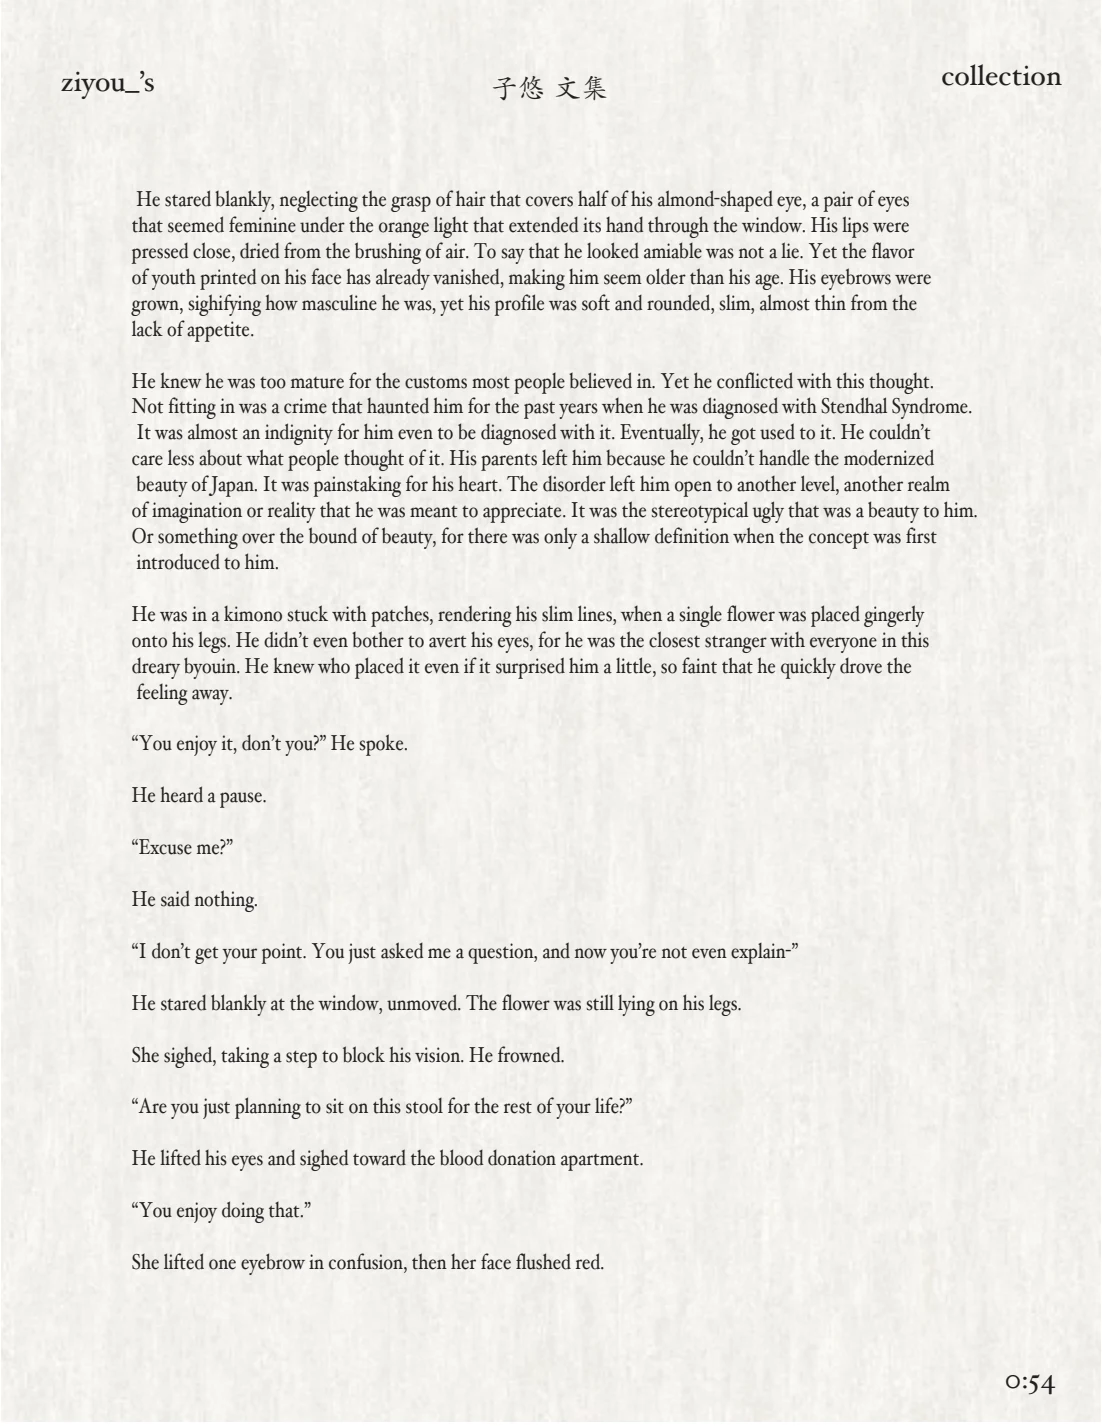 ziyou_’s
子悠 文集
collection
He stared blankly, neglecting the grasp of hair that covers half of his almond-shaped eye, a pair of eyes
that seemed feminine under the orange light that extended its hand through the window. His lips were
pressed close, dried from the brushing of air. To say that he looked amiable was not a lie. Yet the flavor
of youth printed on his face has already vanished, making him seem older than his age. His eyebrows were
grown, sighifying how masculine he was, yet his profile was soft and rounded, slim, almost thin from the
lack of appetite.
He knew he was too mature for the customs most people believed in. Yet he conflicted with this thought.
Not fitting in was a crime that haunted him for the past years when he was diagnosed with Stendhal Syndrome.
It was almost an indignity for him even to be diagnosed with it. Eventually, he got used to it. He couldn’t
care less about what people thought of it. His parents left him because he couldn’t handle the modernized
beauty of Japan. It was painstaking for his heart. The disorder left him open to another level, another realm
of imagination or reality that he was meant to appreciate. It was the stereotypical ugly that was a beauty to him.
Or something over the bound of beauty, for there was only a shallow definition when the concept was first
introduced to him.
He was in a kimono stuck with patches, rendering his slim lines, when a single flower was placed gingerly
onto his legs. He didn’t even bother to avert his eyes, for he was the closest stranger with everyone in this
dreary byouin. He knew who placed it even if it surprised him a little, so faint that he quickly drove the
feeling away.
“You enjoy it, don’t you?” He spoke.
He heard a pause.
“Excuse me?”
He said nothing.
“I don’t get your point. You just asked me a question, and now you’re not even explain-”
He stared blankly at the window, unmoved. The flower was still lying on his legs.
She sighed, taking a step to block his vision. He frowned.
“Are you just planning to sit on this stool for the rest of your life?”
He lifted his eyes and sighed toward the blood donation apartment.
“You enjoy doing that.”
She lifted one eyebrow in confusion, then her face flushed red.
0:54